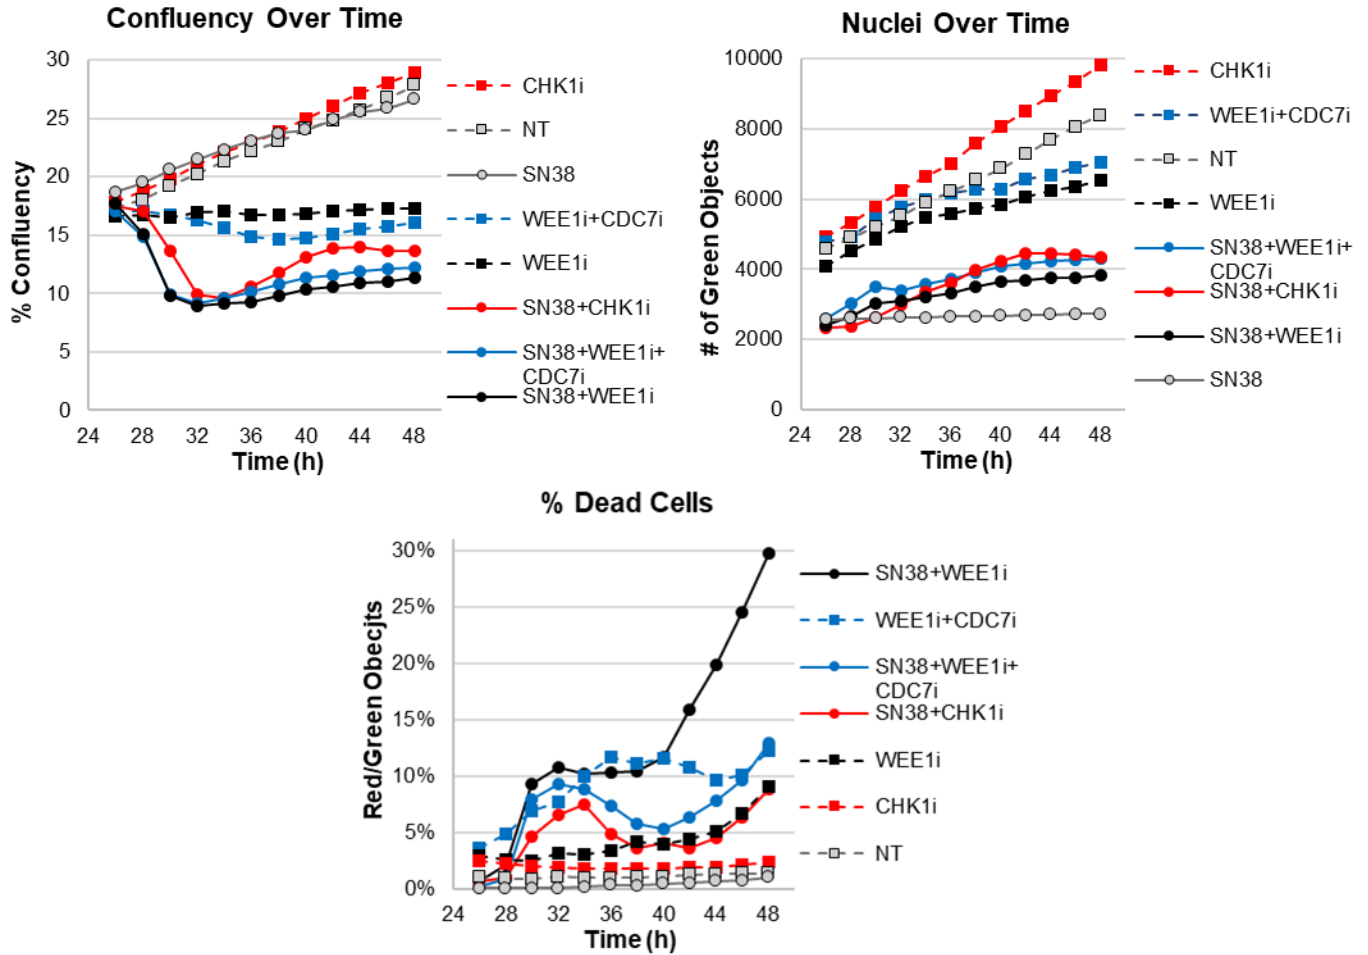 Confluency Over Time
% Confluency
30
25
20
15
10
5
0
24 28 32 36 40 44 48
Time (h)
CHK1i
NT
SN38
WEE1i+CDC7i
WEE1i
SN38+CHK1i
SN38+WEE1i+
CDC7i
SN38+WEE1i
Nuclei Over Time
# of Green Objects
10000
8000
6000
4000
2000
0
24 28 32 36 40 44 48
Time (h)
CHK1i
WEE1i+CDC7i
NT
WEE1i
SN38+WEE1i+
CDC7i
SN38+CHK1i
SN38+WEE1i
SN38
% Dead Cells
Red/Green Obecjts
30%
25%
20%
15%
10%
5%
0%
24 28 32 36 40 44 48
Time (h)
SN38+WEE1i
WEE1i+CDC7i
SN38+WEE1i+
CDC7i
SN38+CHK1i
WEE1i
CHK1i
NT